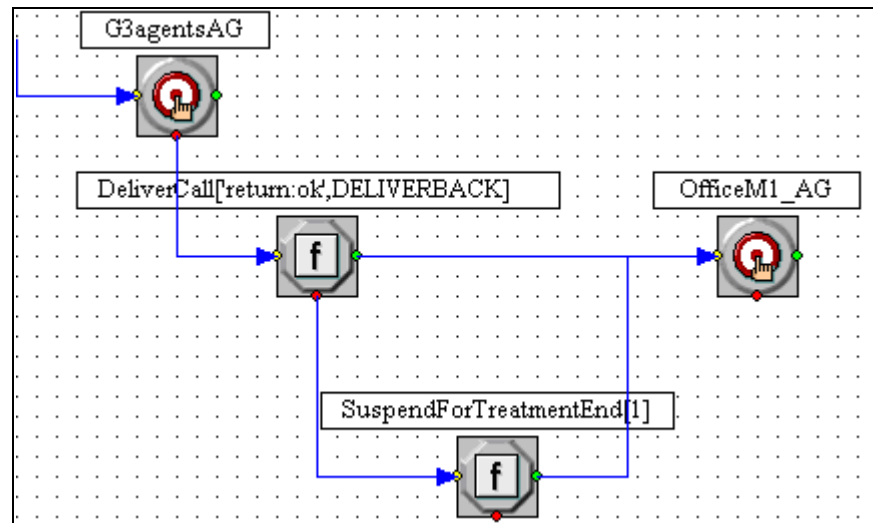 G3agentsAG
DeliverCall['return:ok',DELIVERBACK]
OfficeM1_AG
f
SuspendForTreatmentEnd[1]
f